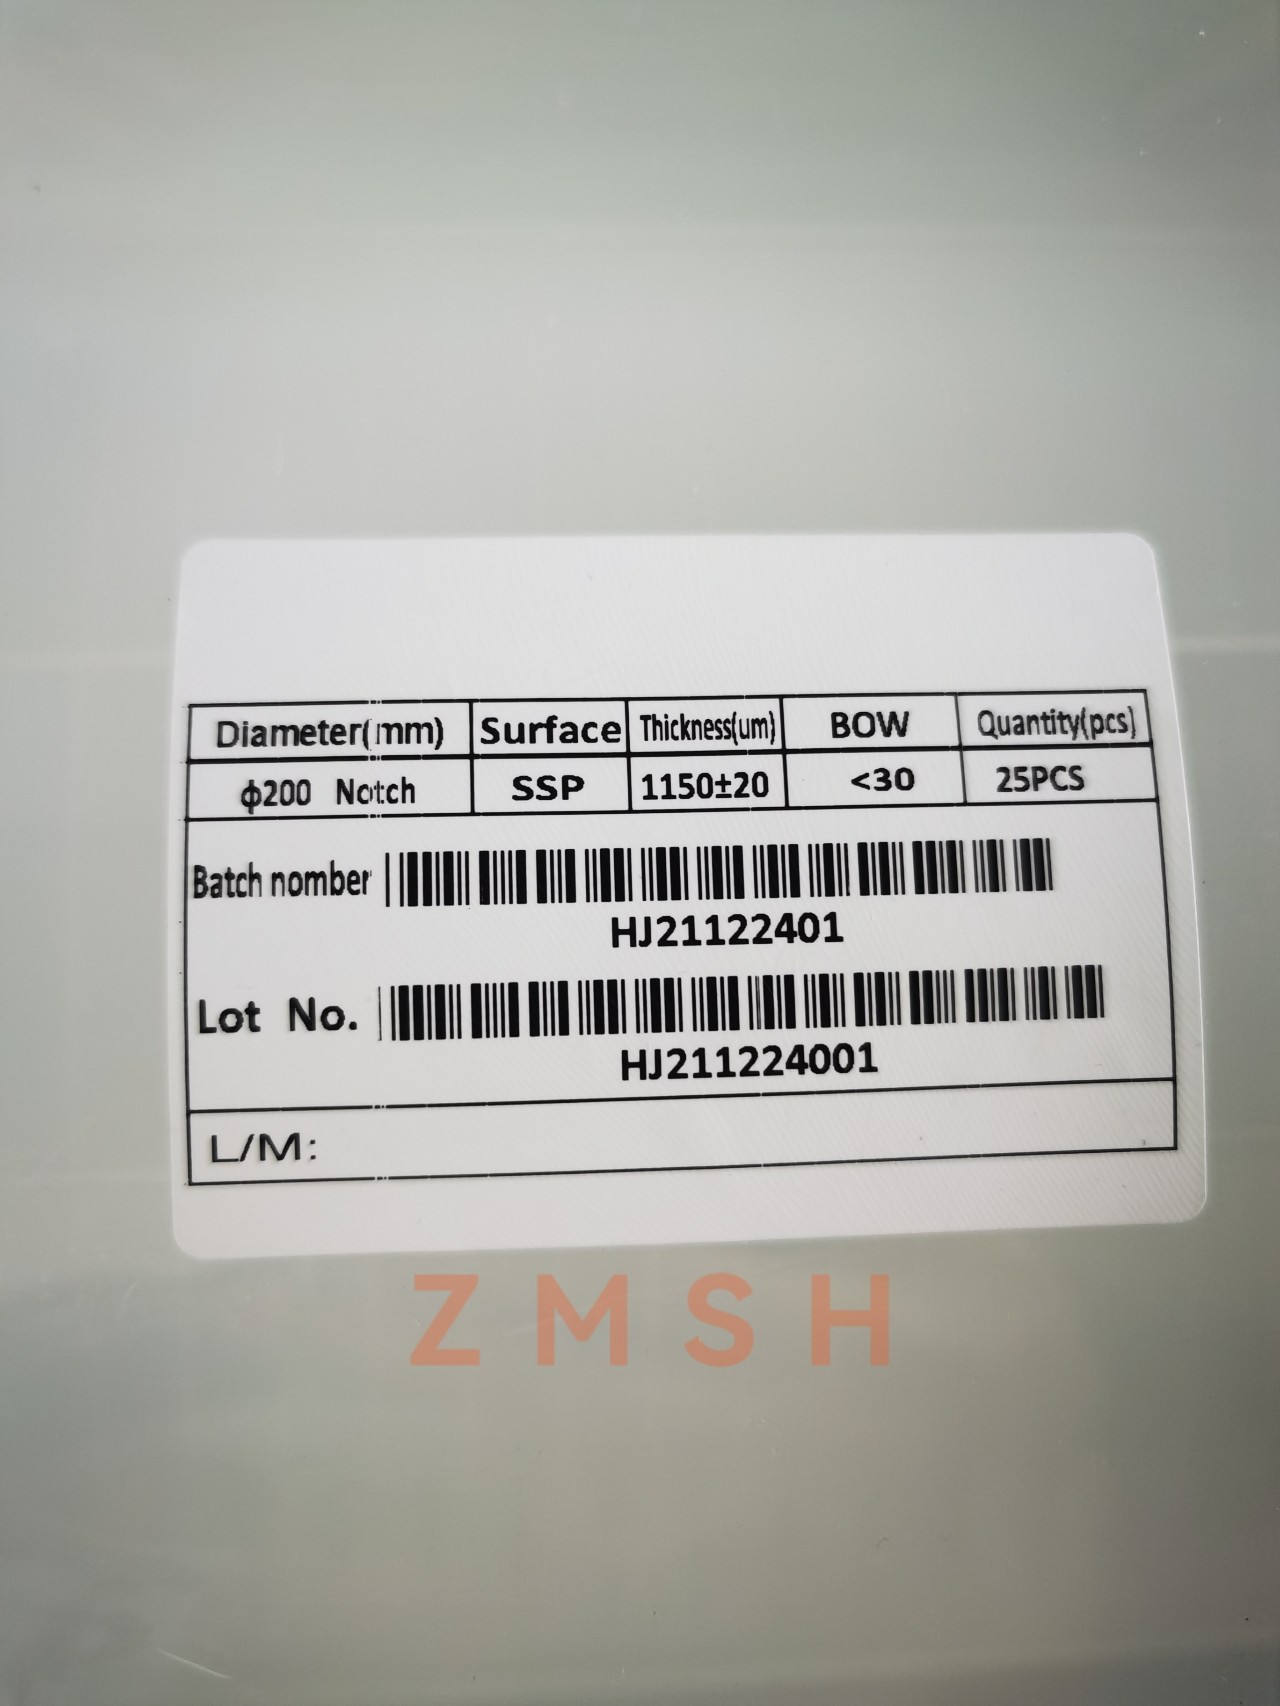 Diameter(mm) Surface Thickness(um) BOW Quantity(pcs)
ϕ200 Notch SSP 1150±20 <30 25PCS
Batch nomber
HJ21122401
Lot No.
HJ211224001
L/M:
ZMSH